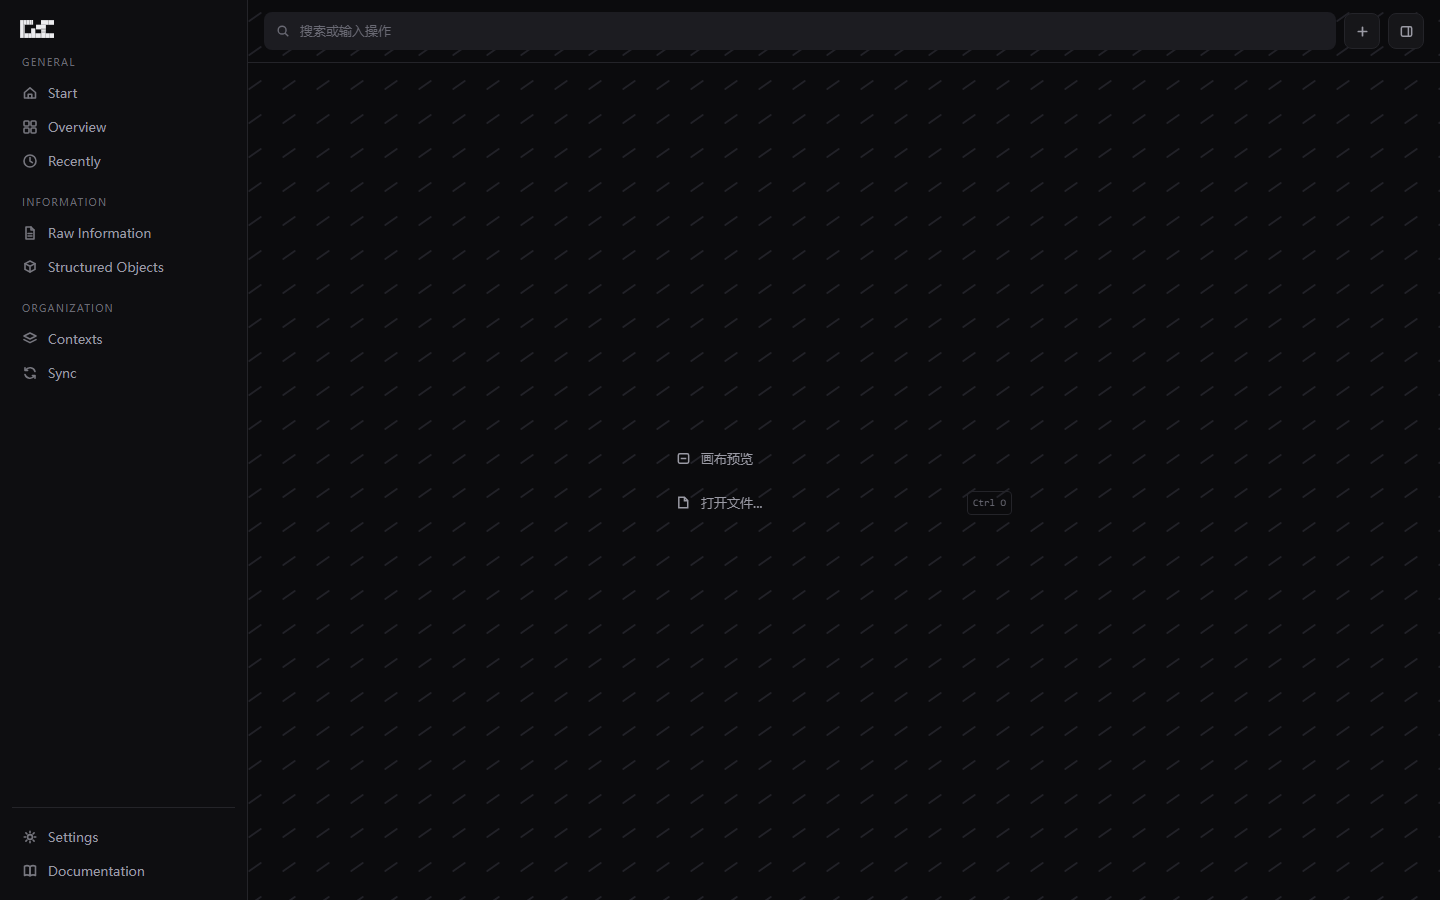 搜索或输入操作
GENERAL
Start
Overview
Recently
INFORMATION
Raw Information
Structured Objects
ORGANIZATION
Contexts
Sync
画布预览
打开文件... Ctrl O
Settings
Documentation